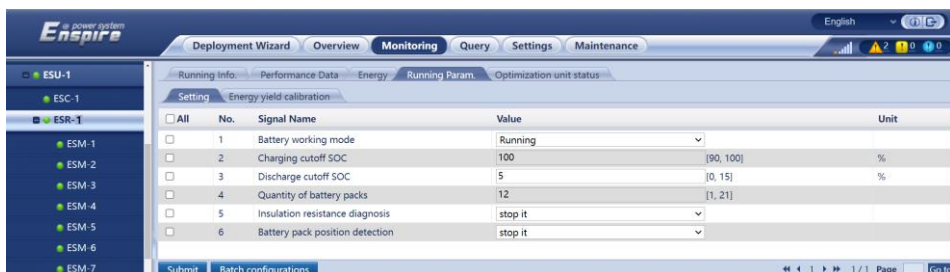 Enspire e power system
English
Deployment Wizard Overview Monitoring Query Settings Maintenance
2 0 0
ESU-1
Running Info. Performance Data Energy Running Param. Optimization unit status
ESC-1
Setting Energy yield calibration
ESR-1
All No. Signal Name Value Unit
1 Battery working mode Running
ESM-1
2 Charging cutoff SOC 100 [90, 100] %
ESM-2
3 Discharge cutoff SOC 5 [0, 15] %
ESM-3
4 Quantity of battery packs 12 [1, 21]
ESM-4
5 Insulation resistance diagnosis stop it
ESM-5
6 Battery pack position detection stop it
ESM-6
ESM-7
Submit Batch configurations 1 / 1 Page Go to